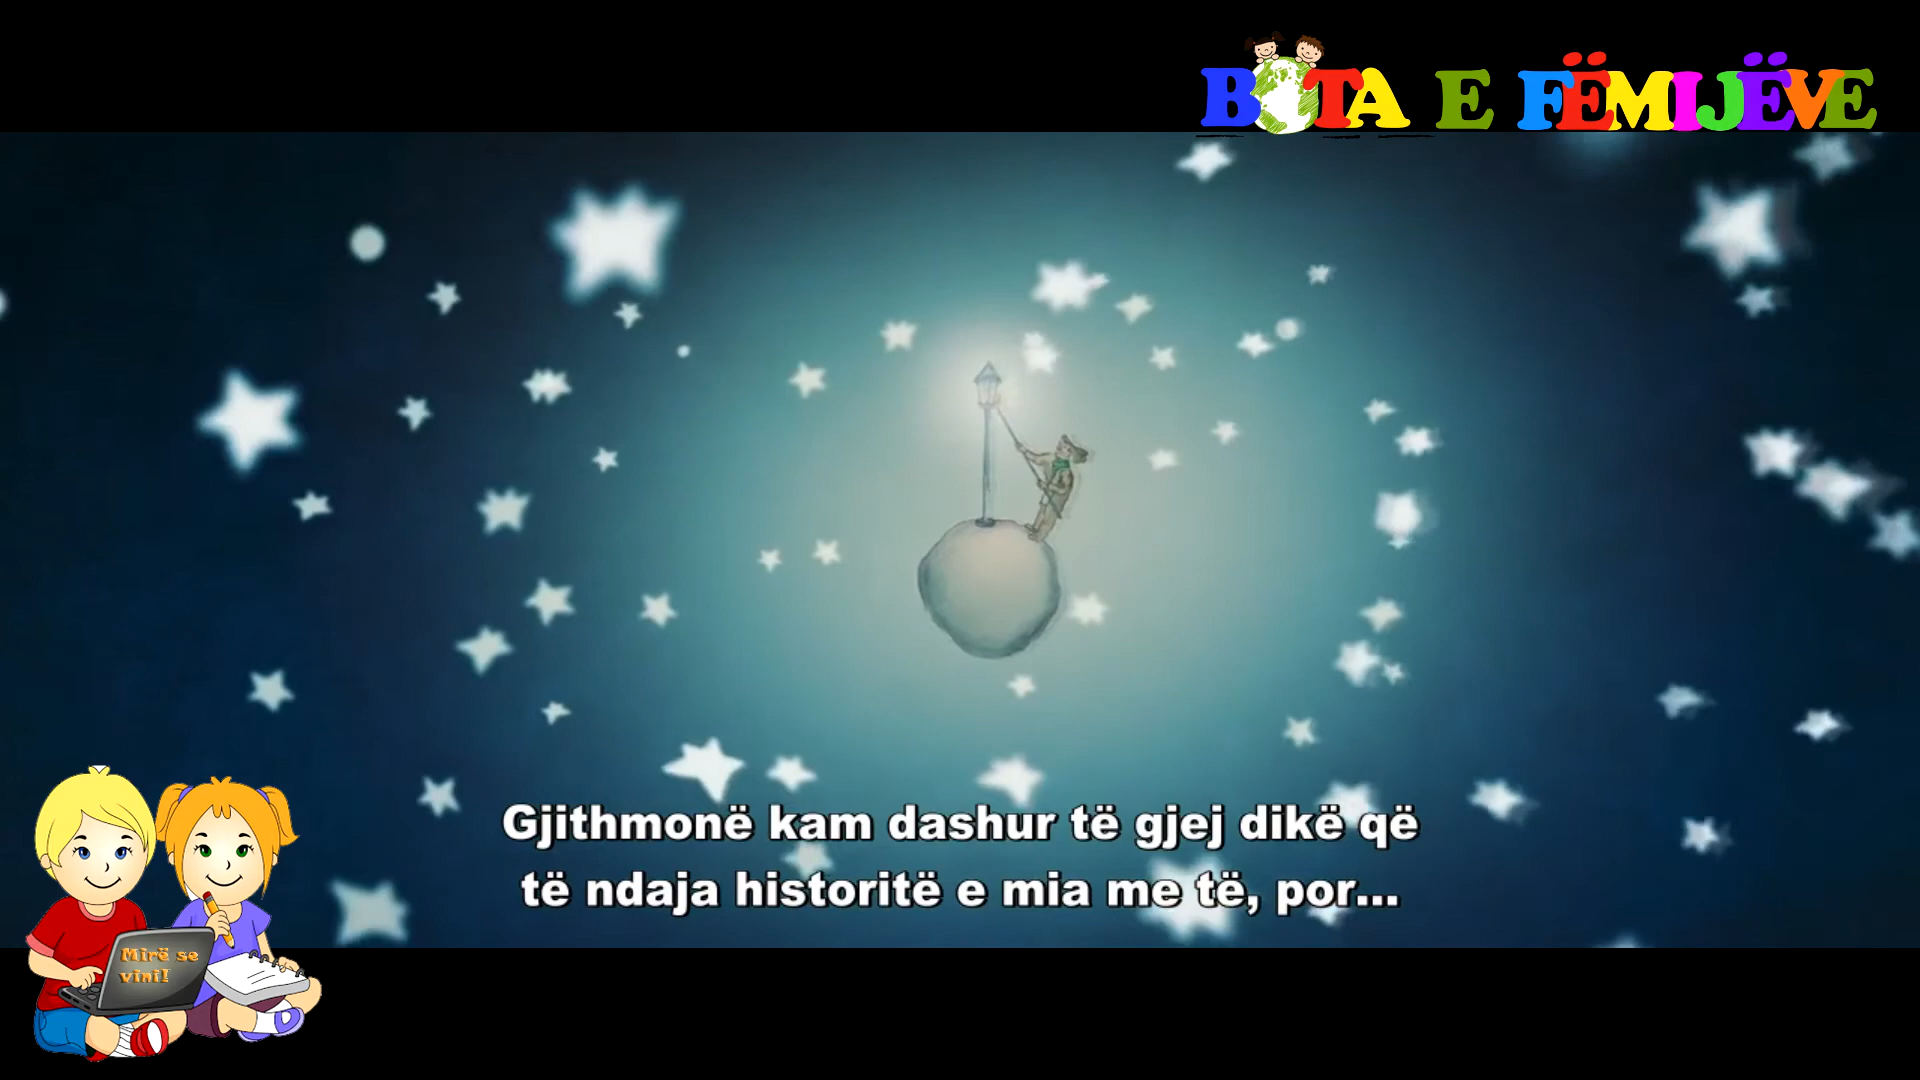 BOTA E FËMIJËVE
Gjithmonë kam dashur të gjej dikë që
të ndaja historitë e mia me të, por...
Mirë se
vini!